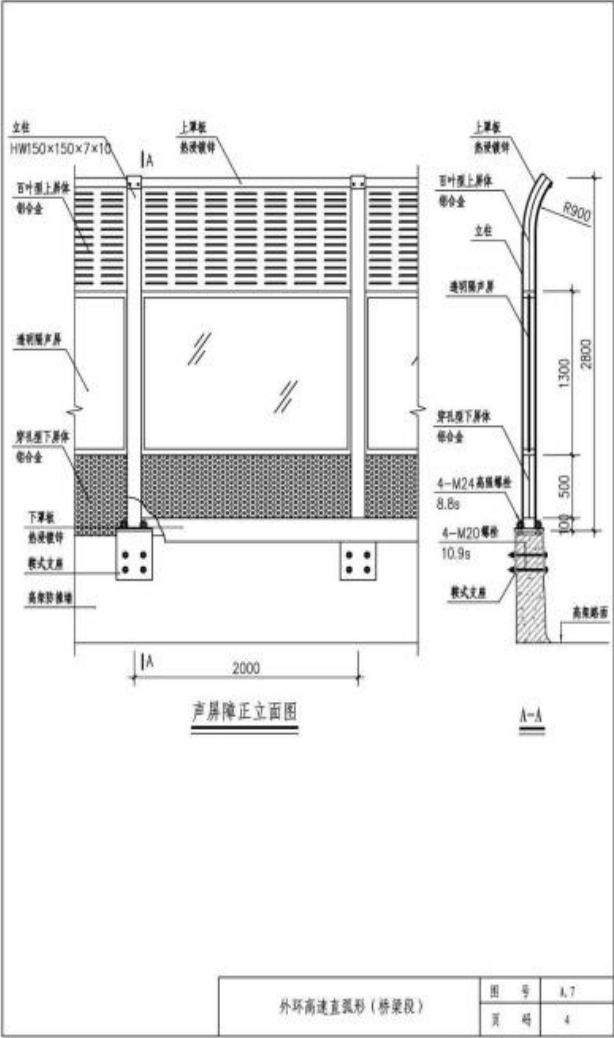 立柱
HW150×150×7×10
A
上罩板
热浸镀锌
百叶型上屏体
铝合金
透明隔声屏
穿孔型下屏体
铝合金
下罩板
热浸镀锌
鞍式支座
高架防撞墙
A
2000
声屏障正立面图
上罩板
热浸镀锌
百叶型上屏体
铝合金
R900
立柱
透明隔声屏
1300
2800
穿孔型下屏体
铝合金
4-M24高强螺栓
8.8s
500
100
4-M20螺栓
10.9s
鞍式支座
高架路面
A-A
外环高速直弧形(桥梁段)
图 号 A.7
页 码 4